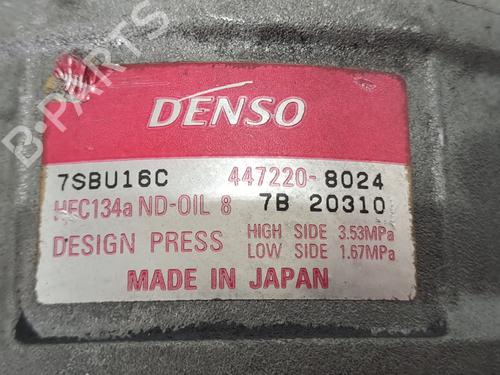 B-PARTS
DENSO
7SBU16C 447220-8024
HFC134a ND-OIL 8 7B 20310
DESIGN PRESS HIGH SIDE 3.53MPa
LOW SIDE 1.67MPa
MADE IN JAPAN